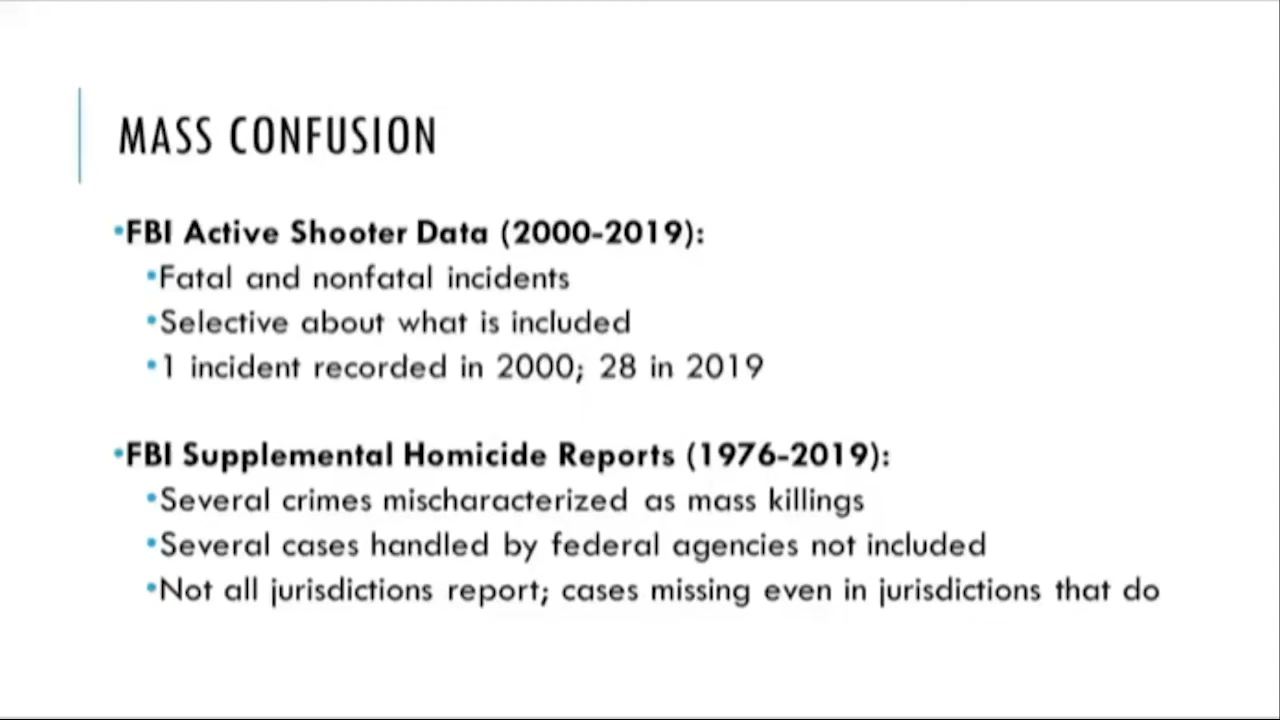 MASS CONFUSION
•FBI Active Shooter Data (2000-2019):
•Fatal and nonfatal incidents
•Selective about what is included
•1 incident recorded in 2000; 28 in 2019
•FBI Supplemental Homicide Reports (1976-2019):
•Several crimes mischaracterized as mass killings
•Several cases handled by federal agencies not included
•Not all jurisdictions report; cases missing even in jurisdictions that do